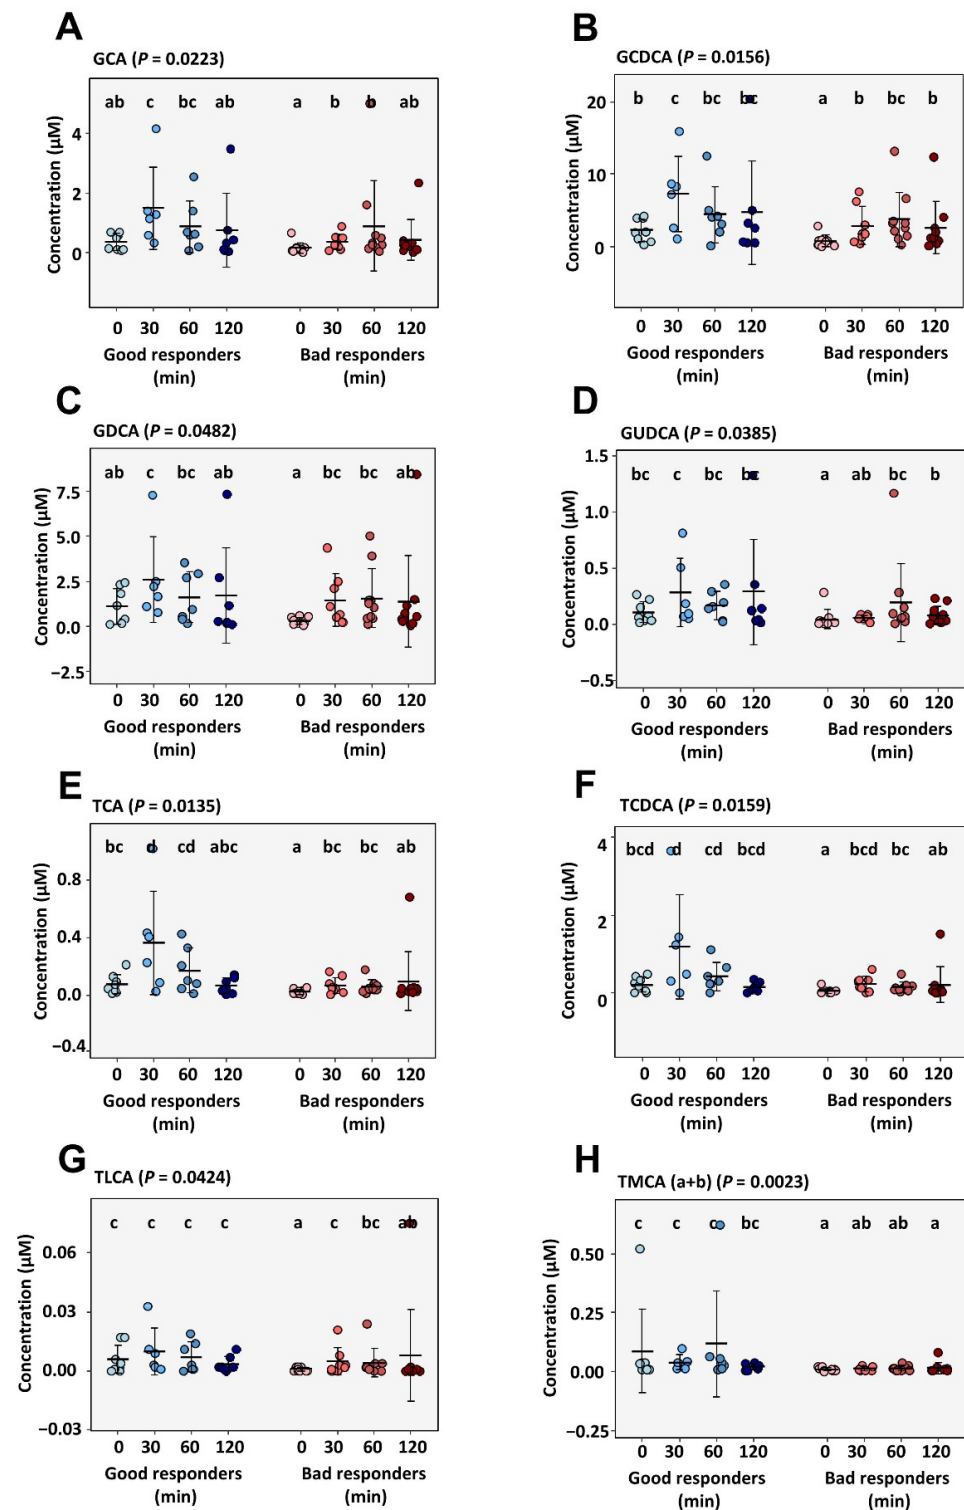 A
GCA (P = 0.0223)
ab c bc ab a b b ab
4
2
0
Concentration (µM)
0 30 60 120 0 30 60 120
Good responders Bad responders
(min) (min)
B
GCDCA (P = 0.0156)
b c bc bc a b bc b
20
10
0
Concentration (µM)
0 30 60 120 0 30 60 120
Good responders Bad responders
(min) (min)
C
GDCA (P = 0.0482)
ab c bc ab a bc bc ab
7.5
5.0
2.5
0.0
−2.5
Concentration (µM)
0 30 60 120 0 30 60 120
Good responders Bad responders
(min) (min)
D
GUDCA (P = 0.0385)
bc c bc bc a ab bc b
1.5
1.0
0.5
0.0
−0.5
Concentration (µM)
0 30 60 120 0 30 60 120
Good responders Bad responders
(min) (min)
E
TCA (P = 0.0135)
bc d cd abc a bc bc ab
0.8
0.4
0.0
−0.4
Concentration (µM)
0 30 60 120 0 30 60 120
Good responders Bad responders
(min) (min)
F
TCDCA (P = 0.0159)
bcd d cd bcd a bcd bc ab
4
2
0
Concentration (µM)
0 30 60 120 0 30 60 120
Good responders Bad responders
(min) (min)
G
TLCA (P = 0.0424)
c c c c a c bc ab
0.06
0.03
0.00
−0.03
Concentration (µM)
0 30 60 120 0 30 60 120
Good responders Bad responders
(min) (min)
H
TMCA (a+b) (P = 0.0023)
c c c bc a ab ab a
0.50
0.25
0.00
−0.25
Concentration (µM)
0 30 60 120 0 30 60 120
Good responders Bad responders
(min) (min)